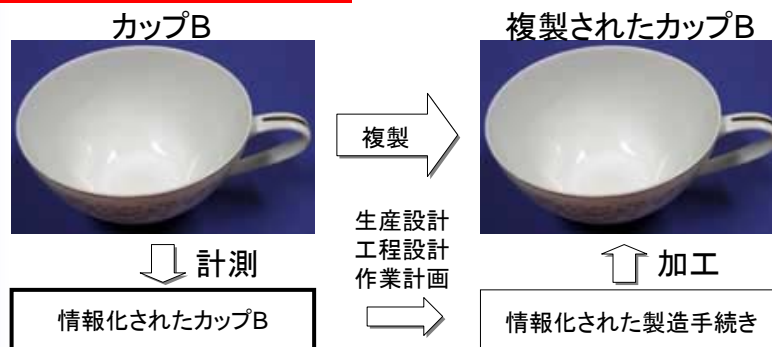 カップB
複製されたカップB
複製
生産設計
工程設計
作業計画
計測
加工
情報化されたカップB
情報化された製造手続き